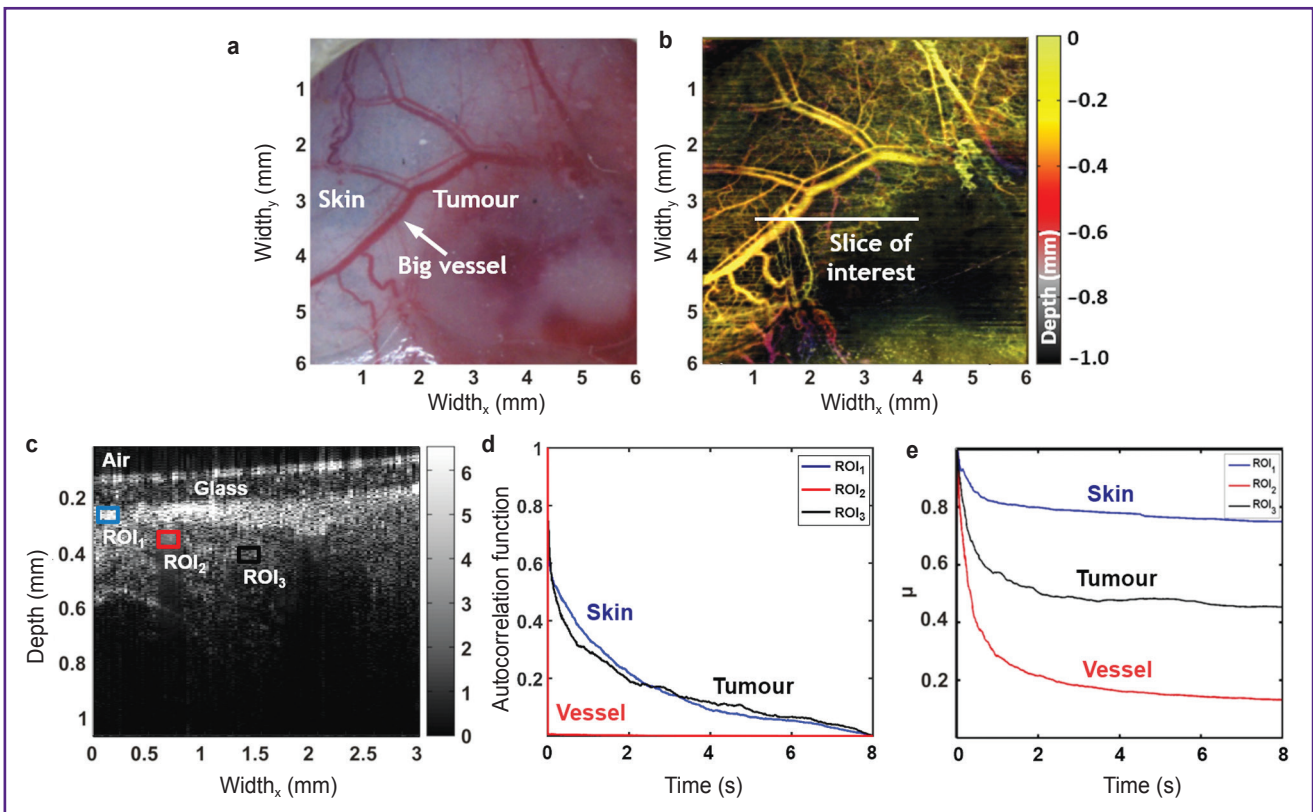 a
1
2
3
4
5
6
Width_y (mm)
Skin
Tumour
Big vessel
1 2 3 4 5 6
Width_x (mm)
b
1
2
3
4
5
6
Width_y (mm)
Slice of
interest
1 2 3 4 5 6
Width_x (mm)
0
−0.2
−0.4
−0.6
−0.8
−1.0
Depth (mm)
c
Air
Glass
ROI₁
ROI₂
ROI₃
0.2
0.4
0.6
0.8
1
Depth (mm)
0 0.5 1 1.5 2 2.5 3
Width_x (mm)
6
5
4
3
2
1
0
d
1
0.8
0.6
0.4
0.2
Autocorrelation function
ROI₁
ROI₂
ROI₃
Skin
Tumour
Vessel
0 2 4 6 8
Time (s)
e
0.8
0.6
0.4
0.2
μ
ROI₁
ROI₂
ROI₃
Skin
Tumour
Vessel
0 2 4 6 8
Time (s)